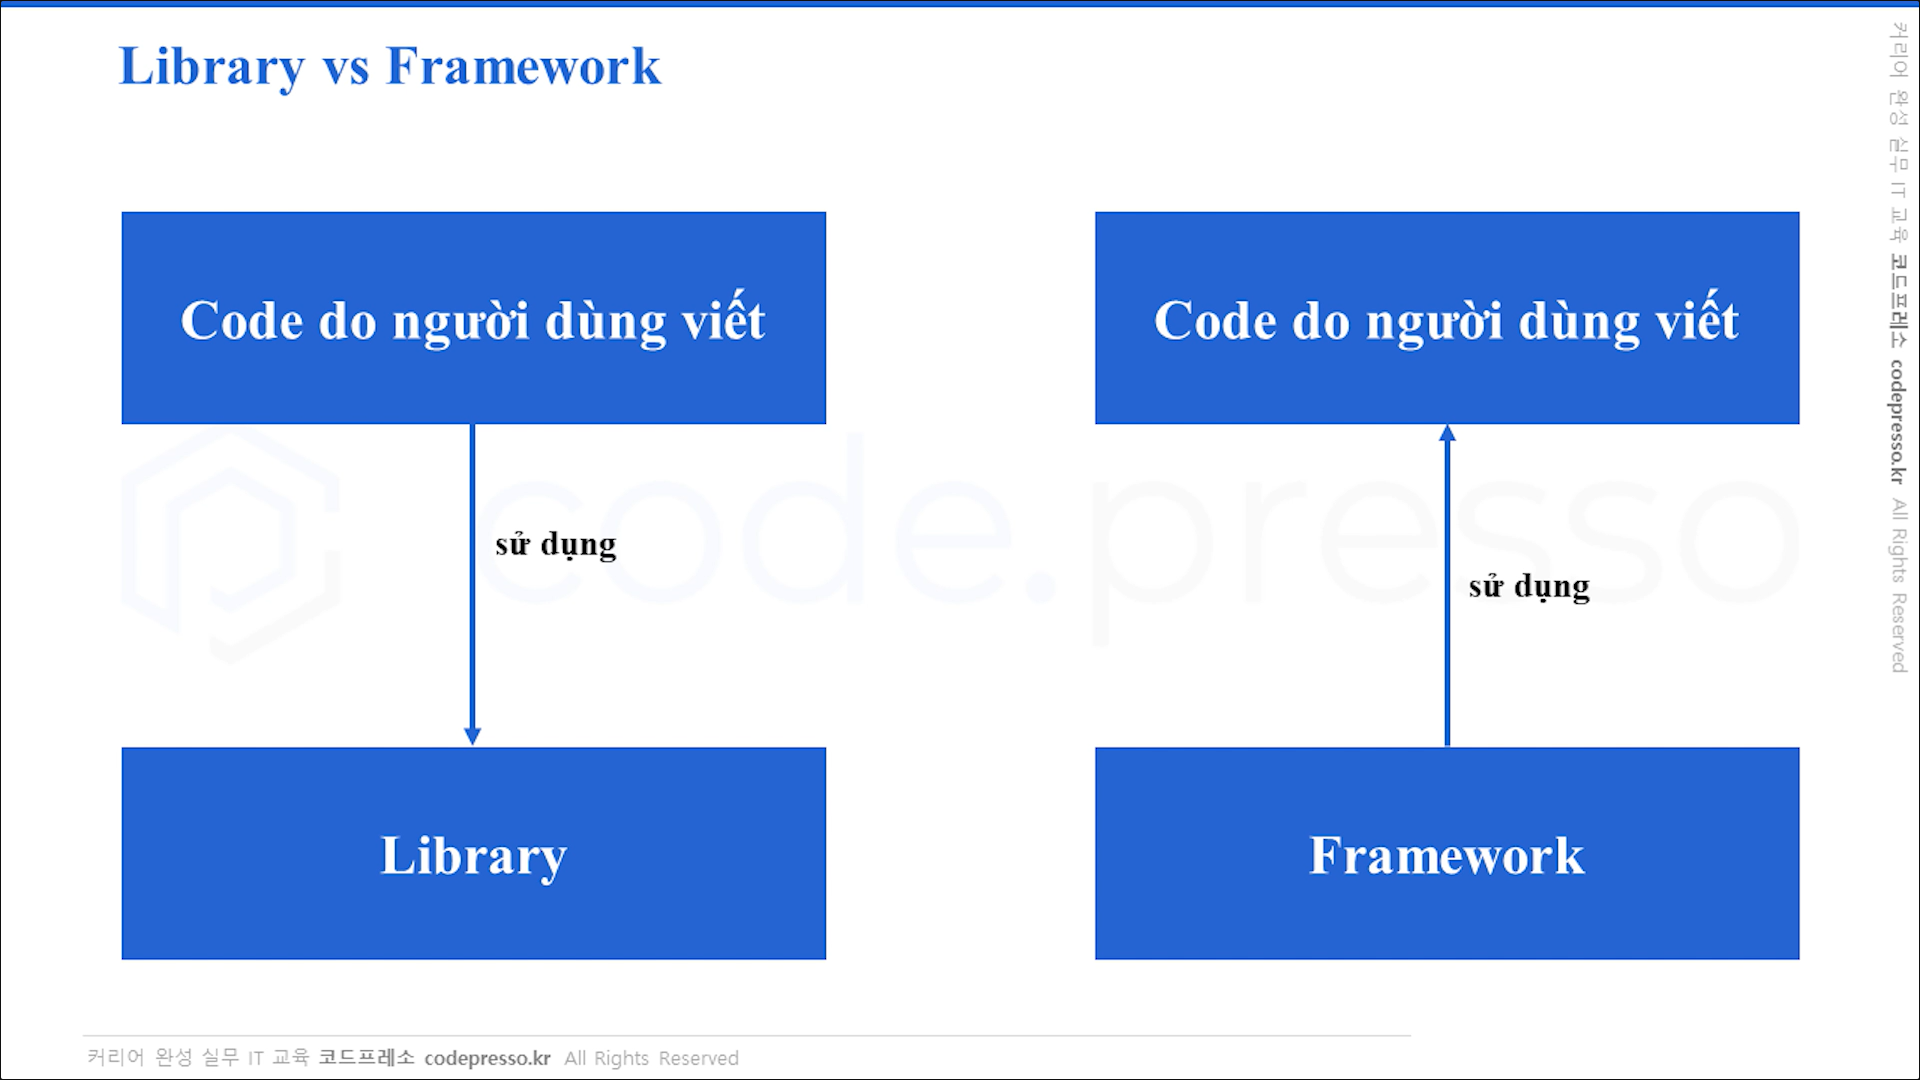 Library vs Framework
Code do người dùng viết
Code do người dùng viết
code.presso
sử dụng
sử dụng
Library
Framework
커리어 완성 실무 IT 교육 코드프레소 codepresso.kr All Rights Reserved
커리어 완성 실무 IT 교육 코드프레소 codepresso.kr All Rights Reserved